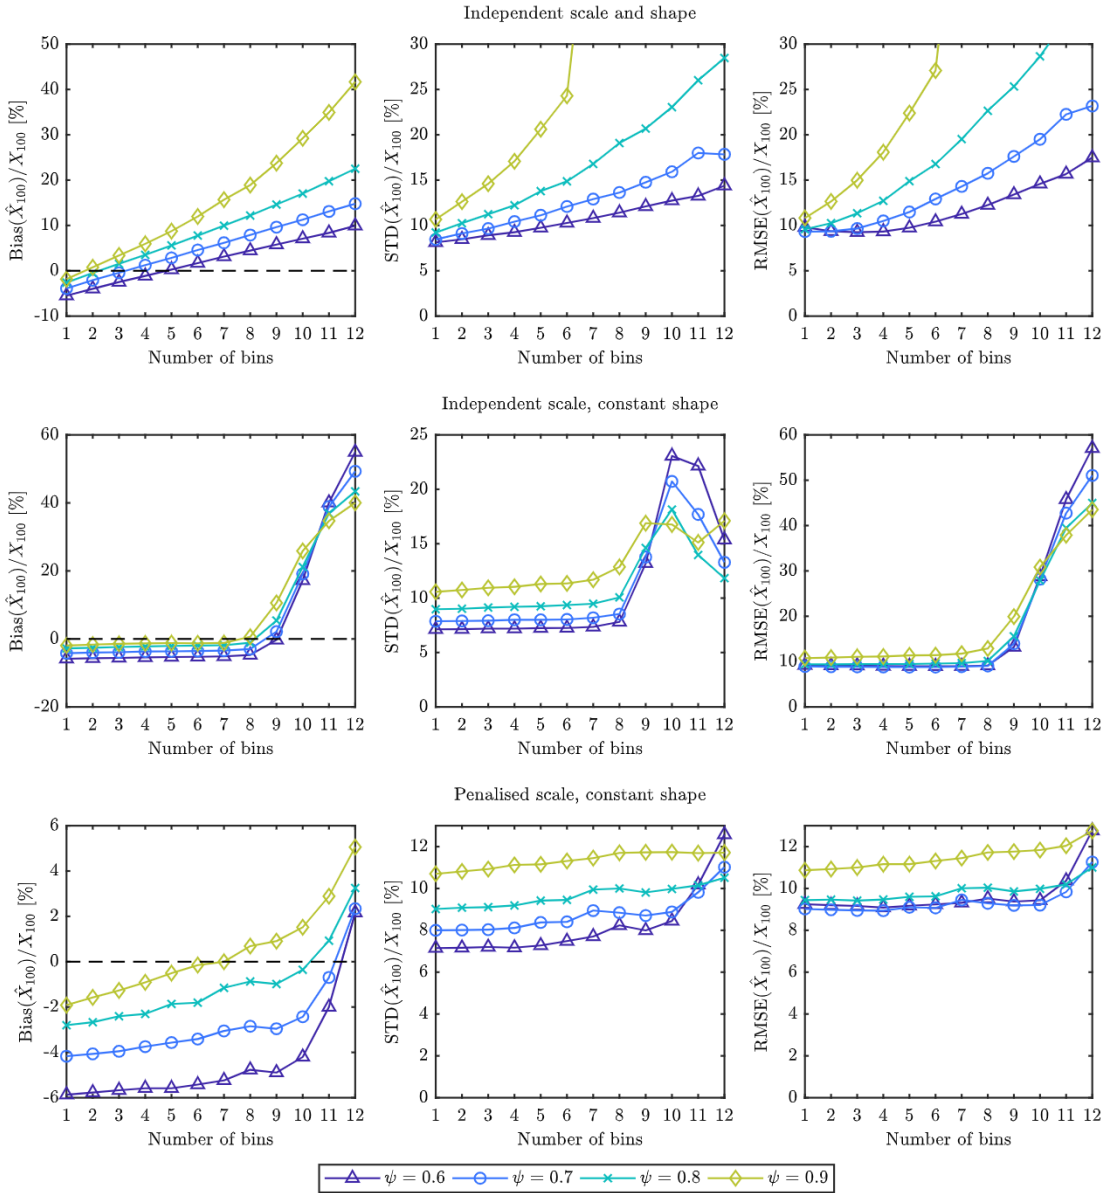 Independent scale and shape
Bias(X̂₁₀₀)/X₁₀₀ [%]
50
40
30
20
10
0
-10
1 2 3 4 5 6 7 8 9 10 11 12
Number of bins
STD(X̂₁₀₀)/X₁₀₀ [%]
30
25
20
15
10
5
0
1 2 3 4 5 6 7 8 9 10 11 12
Number of bins
RMSE(X̂₁₀₀)/X₁₀₀ [%]
30
25
20
15
10
5
0
1 2 3 4 5 6 7 8 9 10 11 12
Number of bins
Independent scale, constant shape
Bias(X̂₁₀₀)/X₁₀₀ [%]
60
40
20
0
-20
1 2 3 4 5 6 7 8 9 10 11 12
Number of bins
STD(X̂₁₀₀)/X₁₀₀ [%]
25
20
15
10
5
0
1 2 3 4 5 6 7 8 9 10 11 12
Number of bins
RMSE(X̂₁₀₀)/X₁₀₀ [%]
60
50
40
30
20
10
0
1 2 3 4 5 6 7 8 9 10 11 12
Number of bins
Penalised scale, constant shape
Bias(X̂₁₀₀)/X₁₀₀ [%]
6
4
2
0
-2
-4
-6
1 2 3 4 5 6 7 8 9 10 11 12
Number of bins
STD(X̂₁₀₀)/X₁₀₀ [%]
12
10
8
6
4
2
0
1 2 3 4 5 6 7 8 9 10 11 12
Number of bins
RMSE(X̂₁₀₀)/X₁₀₀ [%]
12
10
8
6
4
2
0
1 2 3 4 5 6 7 8 9 10 11 12
Number of bins
ψ = 0.6 ψ = 0.7 ψ = 0.8 ψ = 0.9